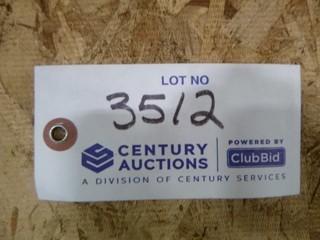 LOT NO
3512
CENTURY AUCTIONS
POWERED BY
ClubBid
A DIVISION OF CENTURY SERVICES